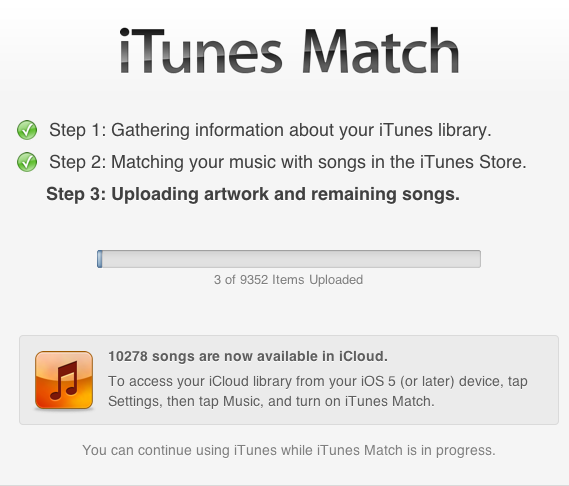 iTunes Match
Step 1: Gathering information about your iTunes library.
Step 2: Matching your music with songs in the iTunes Store.
Step 3: Uploading artwork and remaining songs.
3 of 9352 Items Uploaded
10278 songs are now available in iCloud.
To access your iCloud library from your iOS 5 (or later) device, tap
Settings, then tap Music, and turn on iTunes Match.
You can continue using iTunes while iTunes Match is in progress.